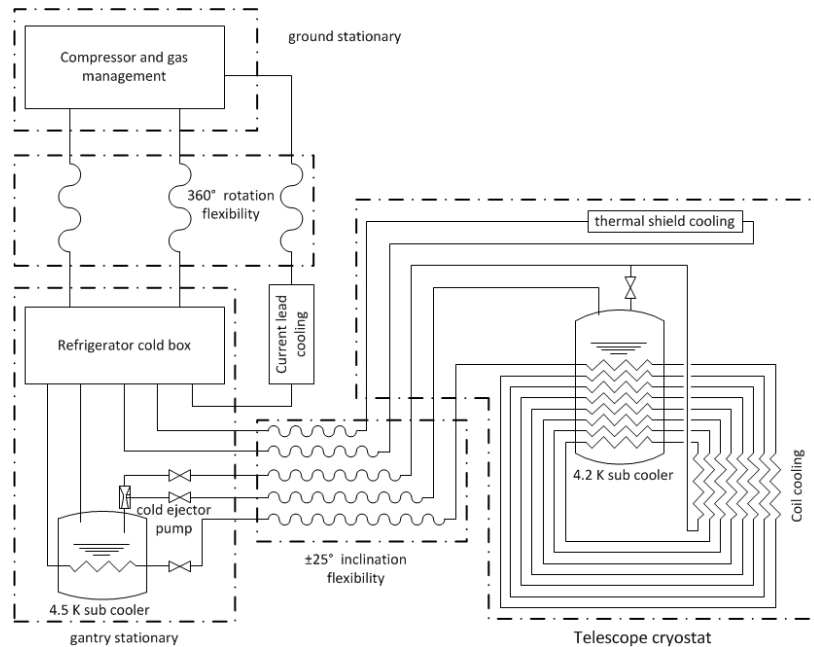 ground stationary
Compressor and gas
management
360° rotation
flexibility
thermal shield cooling
Refrigerator cold box
Current lead
cooling
4.2 K sub cooler
Coil cooling
cold ejector
pump
±25° inclination
flexibility
4.5 K sub cooler
gantry stationary
Telescope cryostat